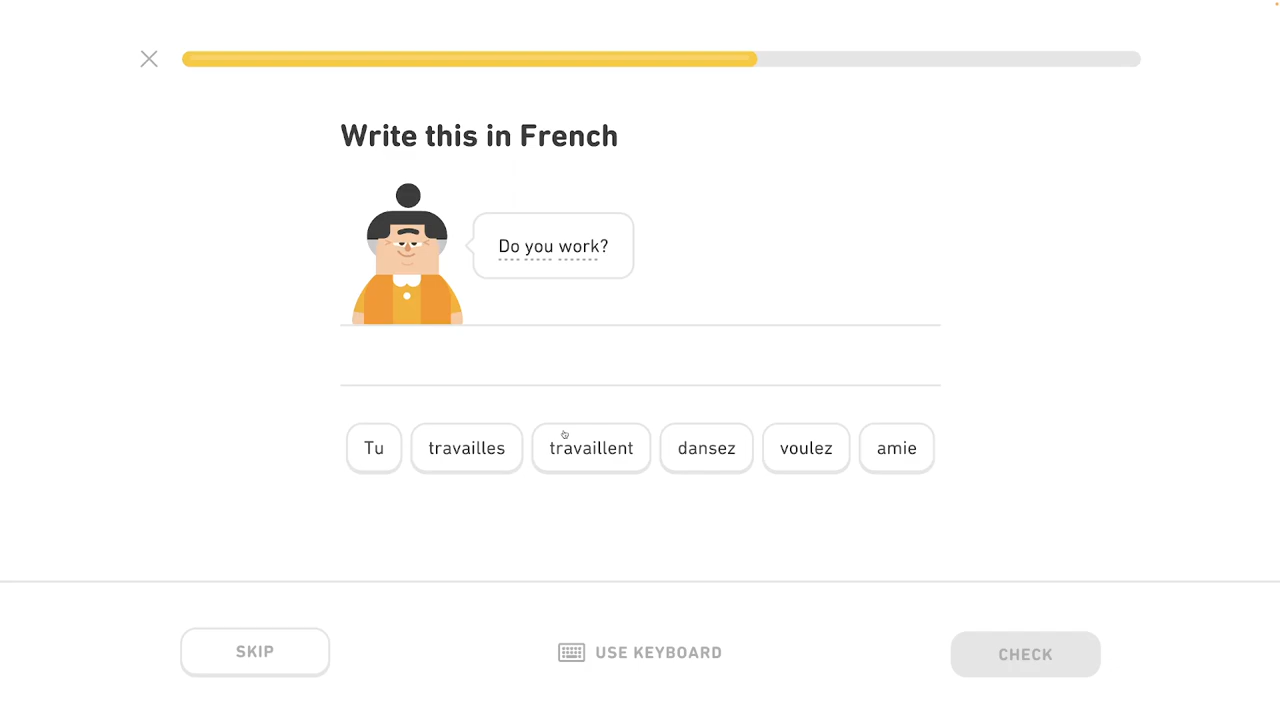 Write this in French
Do you work?
Tu travailles travaillent dansez voulez amie
SKIP USE KEYBOARD CHECK